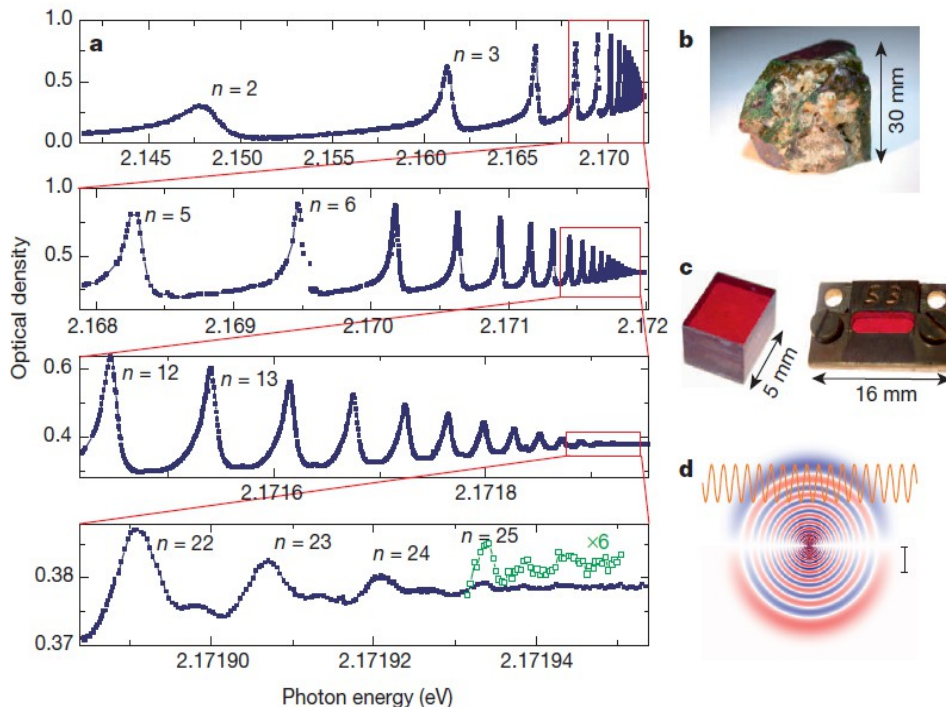 a
n = 2
n = 3
1.0
0.5
0.0
2.145 2.150 2.155 2.160 2.165 2.170
n = 5
n = 6
1.0
0.5
2.168 2.169 2.170 2.171 2.172
n = 12
n = 13
0.6
0.4
2.1716 2.1718
n = 22
n = 23
n = 24
n = 25
×6
0.38
0.37
2.17190 2.17192 2.17194
Optical density
Photon energy (eV)
b
30 mm
c
5 mm
S3
16 mm
d